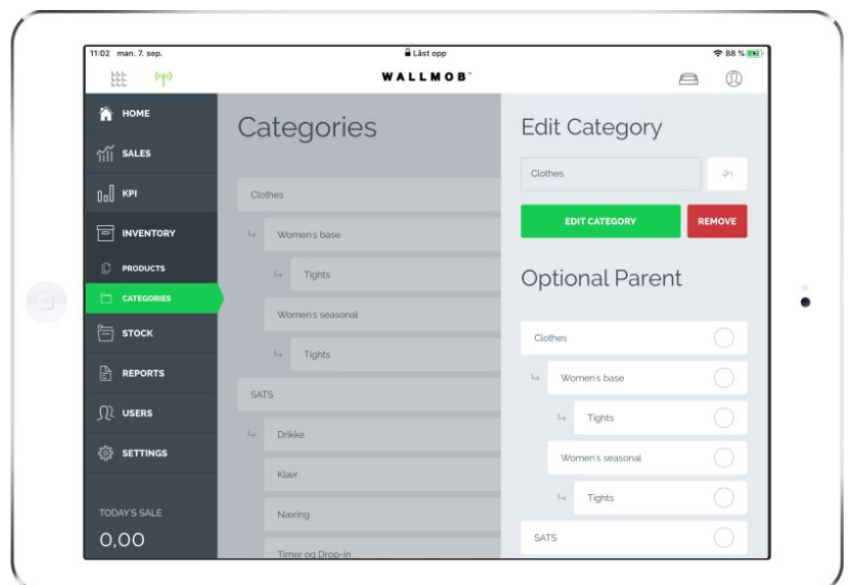 11:02 man. 7. sep.
Låst opp
88 %
WALLMOB
HOME
SALES
KPI
INVENTORY
PRODUCTS
CATEGORIES
STOCK
REPORTS
USERS
SETTINGS
TODAY'S SALE
0,00
Categories
Clothes
Women's base
Tights
Women's seasonal
Tights
SATS
Drikke
Klær
Næring
Timer og Drop-In
Edit Category
Clothes
EDIT CATEGORY
REMOVE
Optional Parent
Clothes
Women's base
Tights
Women's seasonal
Tights
SATS